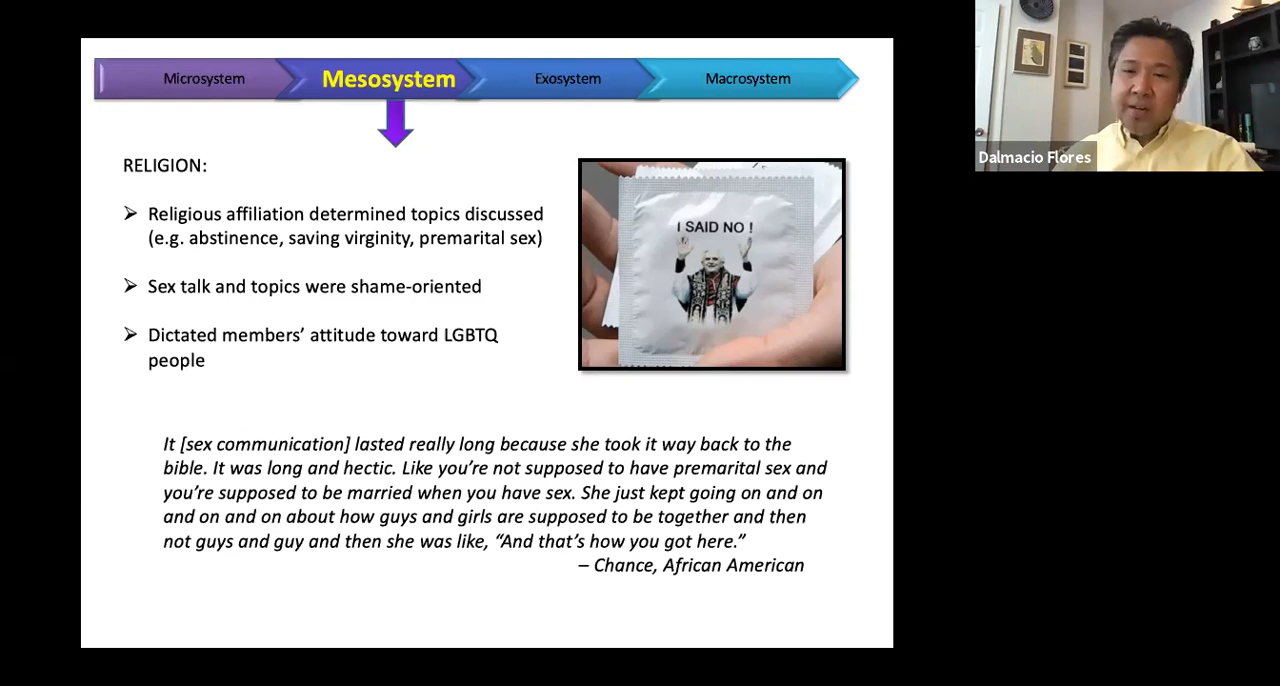 Microsystem
Mesosystem
Exosystem
Macrosystem
Dalmacio Flores
RELIGION:
Religious affiliation determined topics discussed
(e.g. abstinence, saving virginity, premarital sex)
Sex talk and topics were shame-oriented
Dictated members’ attitude toward LGBTQ
people
I SAID NO !
It [sex communication] lasted really long because she took it way back to the
bible. It was long and hectic. Like you’re not supposed to have premarital sex and
you’re supposed to be married when you have sex. She just kept going on and on
and on and on about how guys and girls are supposed to be together and then
not guys and guy and then she was like, “And that’s how you got here.”
– Chance, African American